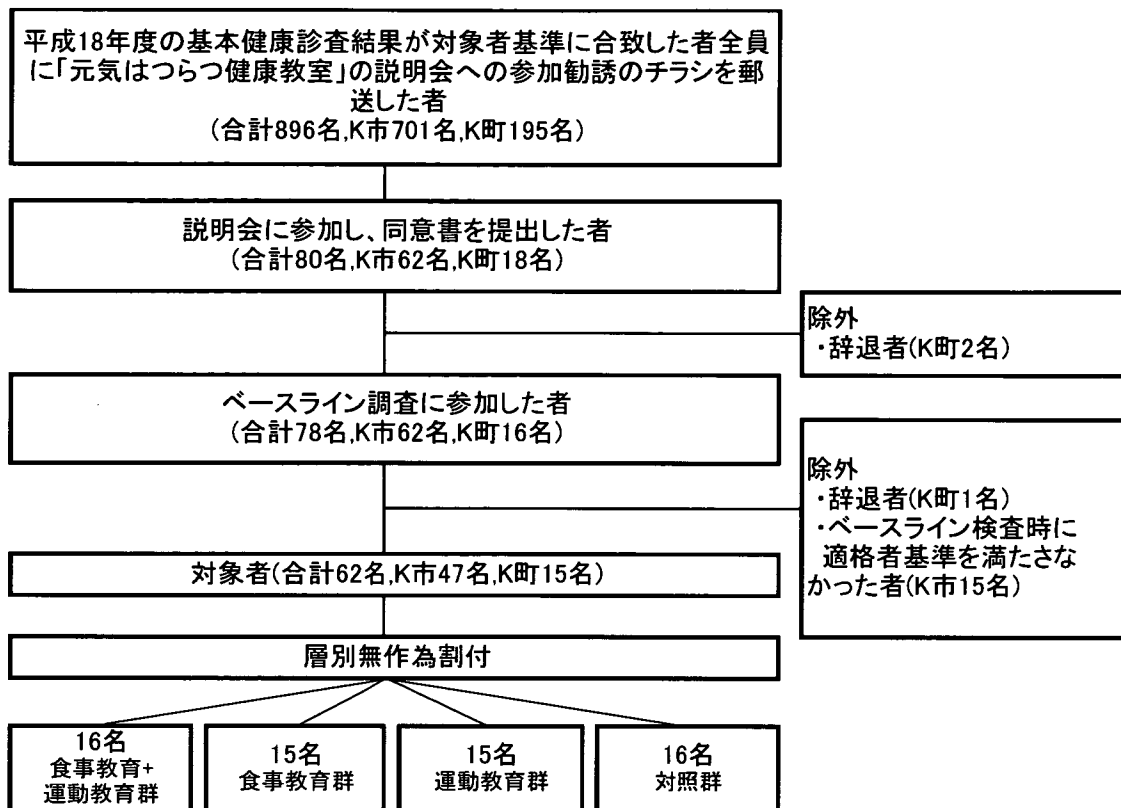 平成18年度の基本健康診査結果が対象者基準に合致した者全員
に「元気はつらつ健康教室」の説明会への参加勧誘のチラシを郵
送した者
(合計896名,K市701名,K町195名)
説明会に参加し、同意書を提出した者
(合計80名,K市62名,K町18名)
除外
・辞退者(K町2名)
ベースライン調査に参加した者
(合計78名,K市62名,K町16名)
除外
・辞退者(K町1名)
・ベースライン検査時に
適格者基準を満たさな
かった者(K市15名)
対象者(合計62名,K市47名,K町15名)
層別無作為割付
16名
食事教育+
運動教育群
15名
食事教育群
15名
運動教育群
16名
対照群